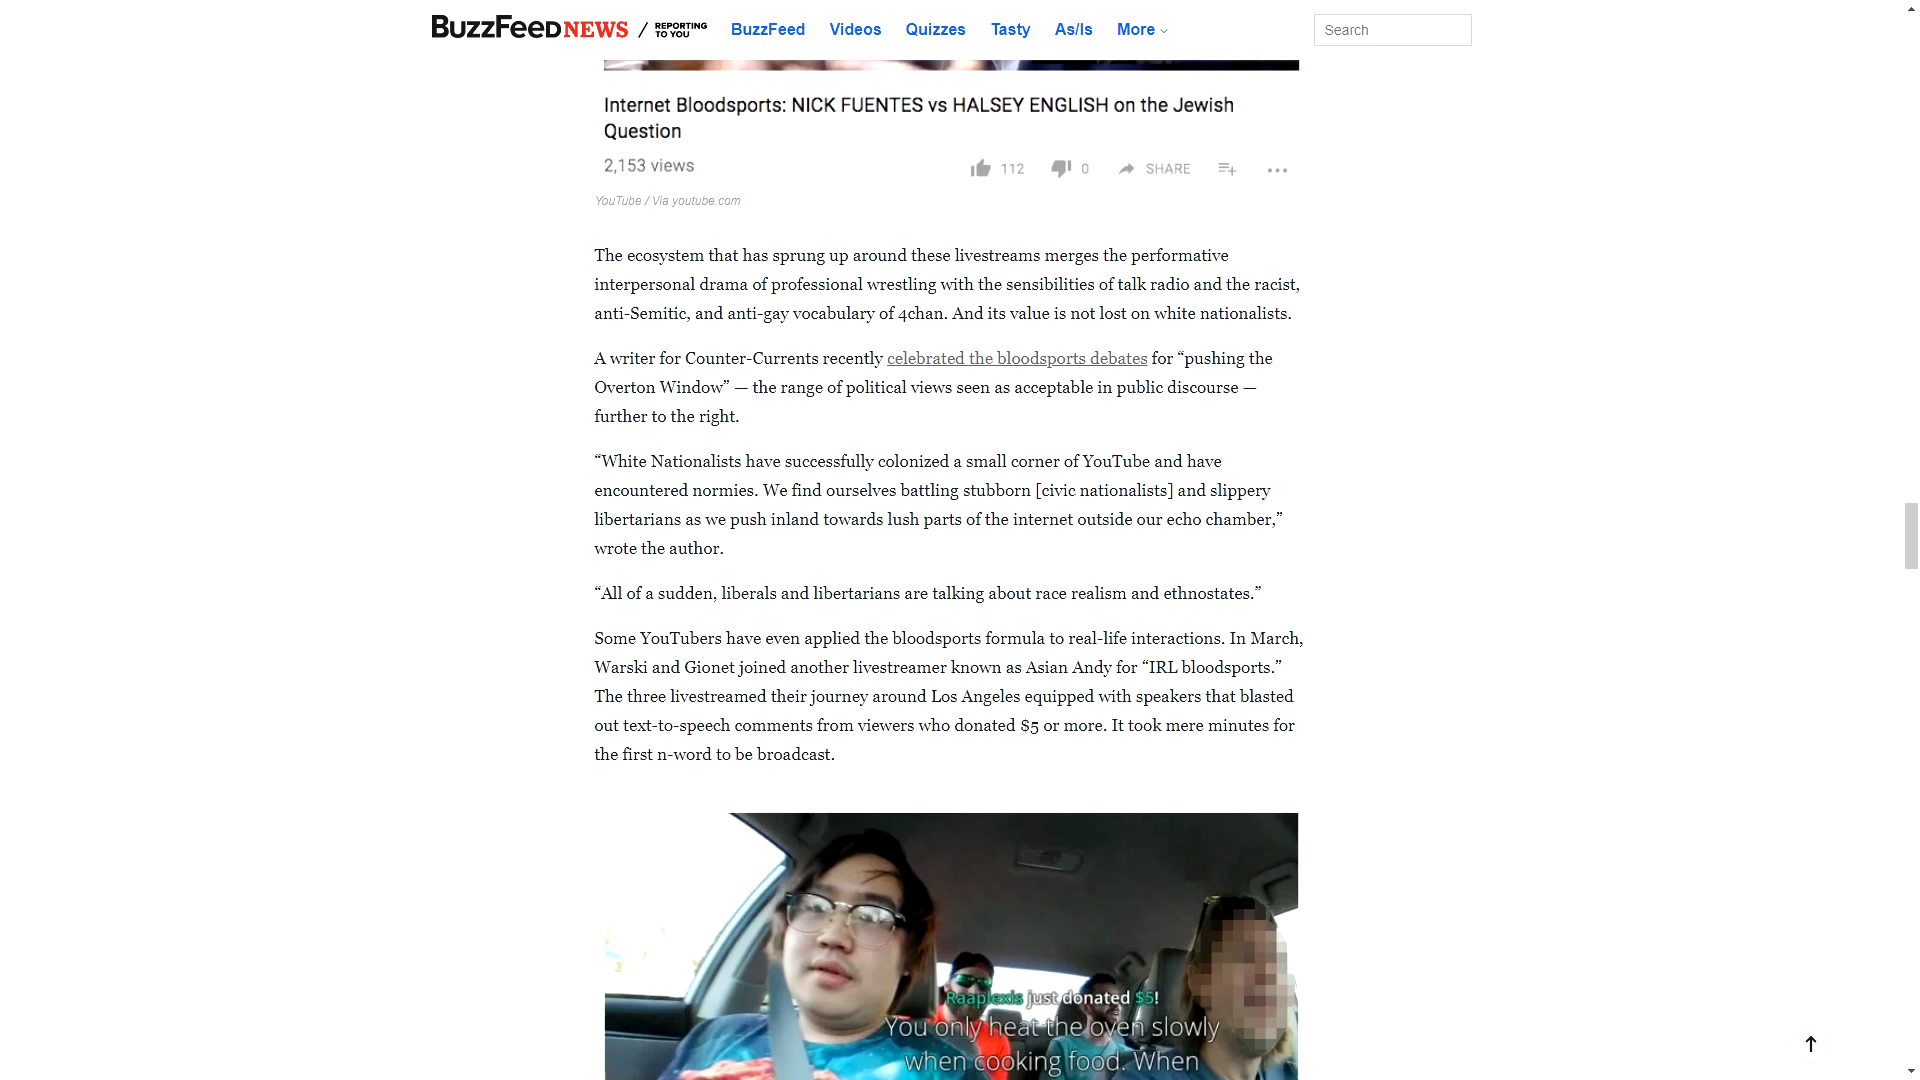 BuzzFeed NEWS / REPORTING TO YOU
BuzzFeed Videos Quizzes Tasty As/Is More
Search
Internet Bloodsports: NICK FUENTES vs HALSEY ENGLISH on the Jewish
Question
2,153 views
112 0 SHARE
YouTube / Via youtube.com
The ecosystem that has sprung up around these livestreams merges the performative
interpersonal drama of professional wrestling with the sensibilities of talk radio and the racist,
anti-Semitic, and anti-gay vocabulary of 4chan. And its value is not lost on white nationalists.
A writer for Counter-Currents recently celebrated the bloodsports debates for “pushing the
Overton Window” — the range of political views seen as acceptable in public discourse —
further to the right.
“White Nationalists have successfully colonized a small corner of YouTube and have
encountered normies. We find ourselves battling stubborn [civic nationalists] and slippery
libertarians as we push inland towards lush parts of the internet outside our echo chamber,”
wrote the author.
“All of a sudden, liberals and libertarians are talking about race realism and ethnostates.”
Some YouTubers have even applied the bloodsports formula to real-life interactions. In March,
Warski and Gionet joined another livestreamer known as Asian Andy for “IRL bloodsports.”
The three livestreamed their journey around Los Angeles equipped with speakers that blasted
out text-to-speech comments from viewers who donated $5 or more. It took mere minutes for
the first n-word to be broadcast.
Raaplexis just donated $5!
You only heat the oven slowly
when cooking food. When